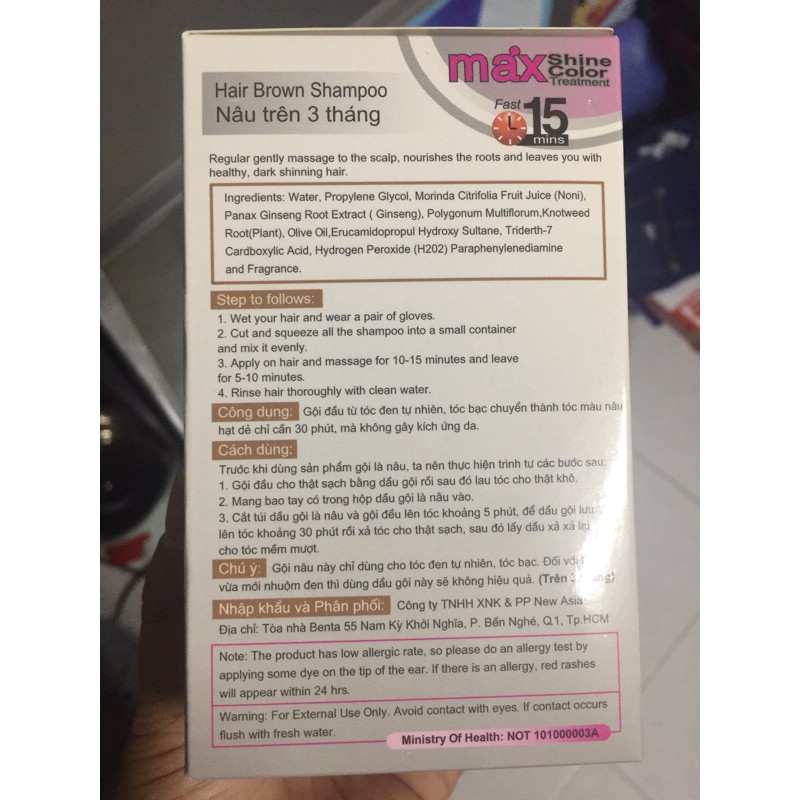 max Shine
Color
Treatment
Hair Brown Shampoo
Nâu trên 3 tháng
Fast 15
mins
Regular gently massage to the scalp, nourishes the roots and leaves you with
healthy, dark shinning hair.
Ingredients: Water, Propylene Glycol, Morinda Citrifolia Fruit Juice (Noni),
Panax Ginseng Root Extract ( Ginseng), Polygonum Multiflorum,Knotweed
Root(Plant), Olive Oil,Erucamidopropul Hydroxy Sultane, Triderth-7
Cardboxylic Acid, Hydrogen Peroxide (H202) Paraphenylenediamine
and Fragrance.
Step to follows:
1. Wet your hair and wear a pair of gloves.
2. Cut and squeeze all the shampoo into a small container
and mix it evenly.
3. Apply on hair and massage for 10-15 minutes and leave
for 5-10 minutes.
4. Rinse hair thoroughly with clean water.
Công dụng: Gội đầu từ tóc đen tự nhiên, tóc bạc chuyển thành tóc màu nâu
hạt dẻ chỉ cần 30 phút, mà không gây kích ứng da.
Cách dùng:
Trước khi dùng sản phẩm gội là nâu, ta nên thực hiện trình tự các bước sau:
1. Gội đầu cho thật sạch bằng dầu gội rồi sau đó lau tóc cho thật khô.
2. Mang bao tay có trong hộp dầu gội là nâu vào.
3. Cắt túi dầu gội là nâu và gội đều lên tóc khoảng 5 phút, để dầu gội lưu
lên tóc khoảng 30 phút rồi xả tóc cho thật sạch, sau đó lấy dầu xả xả lại
cho tóc mềm mượt.
Chú ý: Gội nâu này chỉ dùng cho tóc đen tự nhiên, tóc bạc. Đối với
vừa mới nhuộm đen thì dùng dầu gội này sẽ không hiệu quả. (Trên 3
Nhập khẩu và Phân phối: Công ty TNHH XNK & PP New Asia
Địa chỉ: Tòa nhà Benta 55 Nam Kỳ Khởi Nghĩa, P. Bến Nghé, Q1, Tp.HCM
Note: The product has low allergic rate, so please do an allergy test by
applying some dye on the tip of the ear. If there is an allergy, red rashes
will appear within 24 hrs.
Warning: For External Use Only. Avoid contact with eyes. If contact occurs
flush with fresh water.
Ministry Of Health: NOT 101000003A